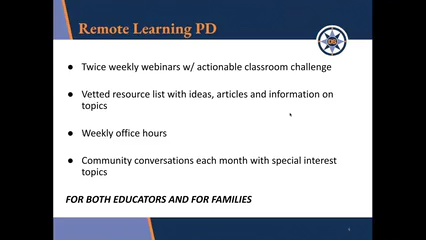 Remote Learning PD
● Twice weekly webinars w/ actionable classroom challenge
● Vetted resource list with ideas, articles and information on
topics
● Weekly office hours
● Community conversations each month with special interest
topics
FOR BOTH EDUCATORS AND FOR FAMILIES